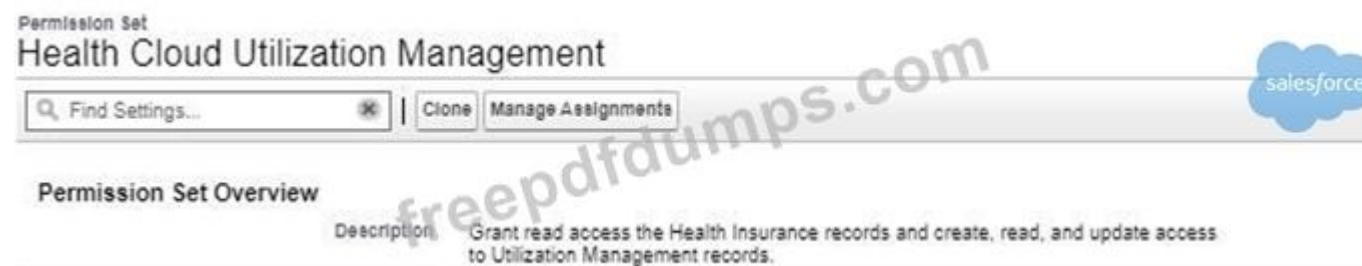 Permission Set
Health Cloud Utilization Management
salesforce
Find Settings... Clone Manage Assignments
freepdfdumps.com
Permission Set Overview
Description Grant read access the Health Insurance records and create, read, and update access
to Utilization Management records.